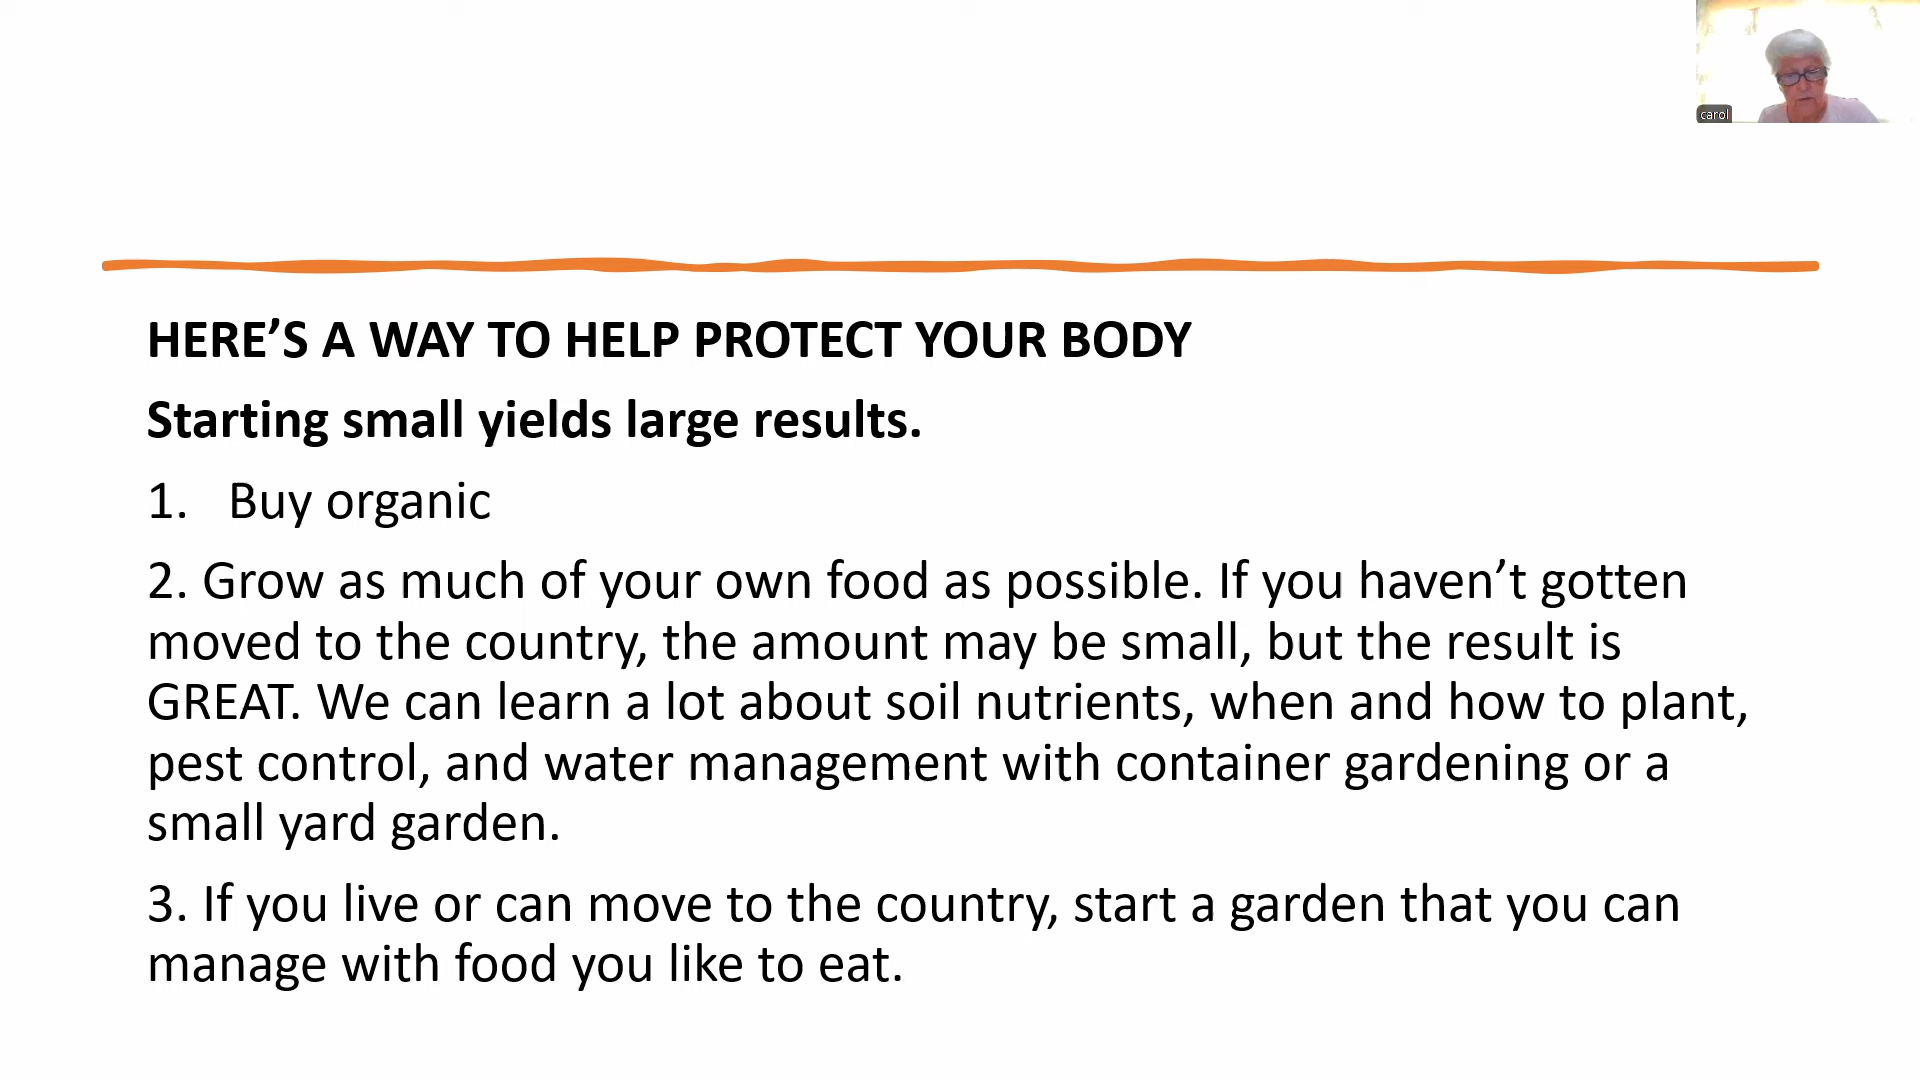 carol
HERE’S A WAY TO HELP PROTECT YOUR BODY
Starting small yields large results.
1. Buy organic
2. Grow as much of your own food as possible. If you haven’t gotten
moved to the country, the amount may be small, but the result is
GREAT. We can learn a lot about soil nutrients, when and how to plant,
pest control, and water management with container gardening or a
small yard garden.
3. If you live or can move to the country, start a garden that you can
manage with food you like to eat.